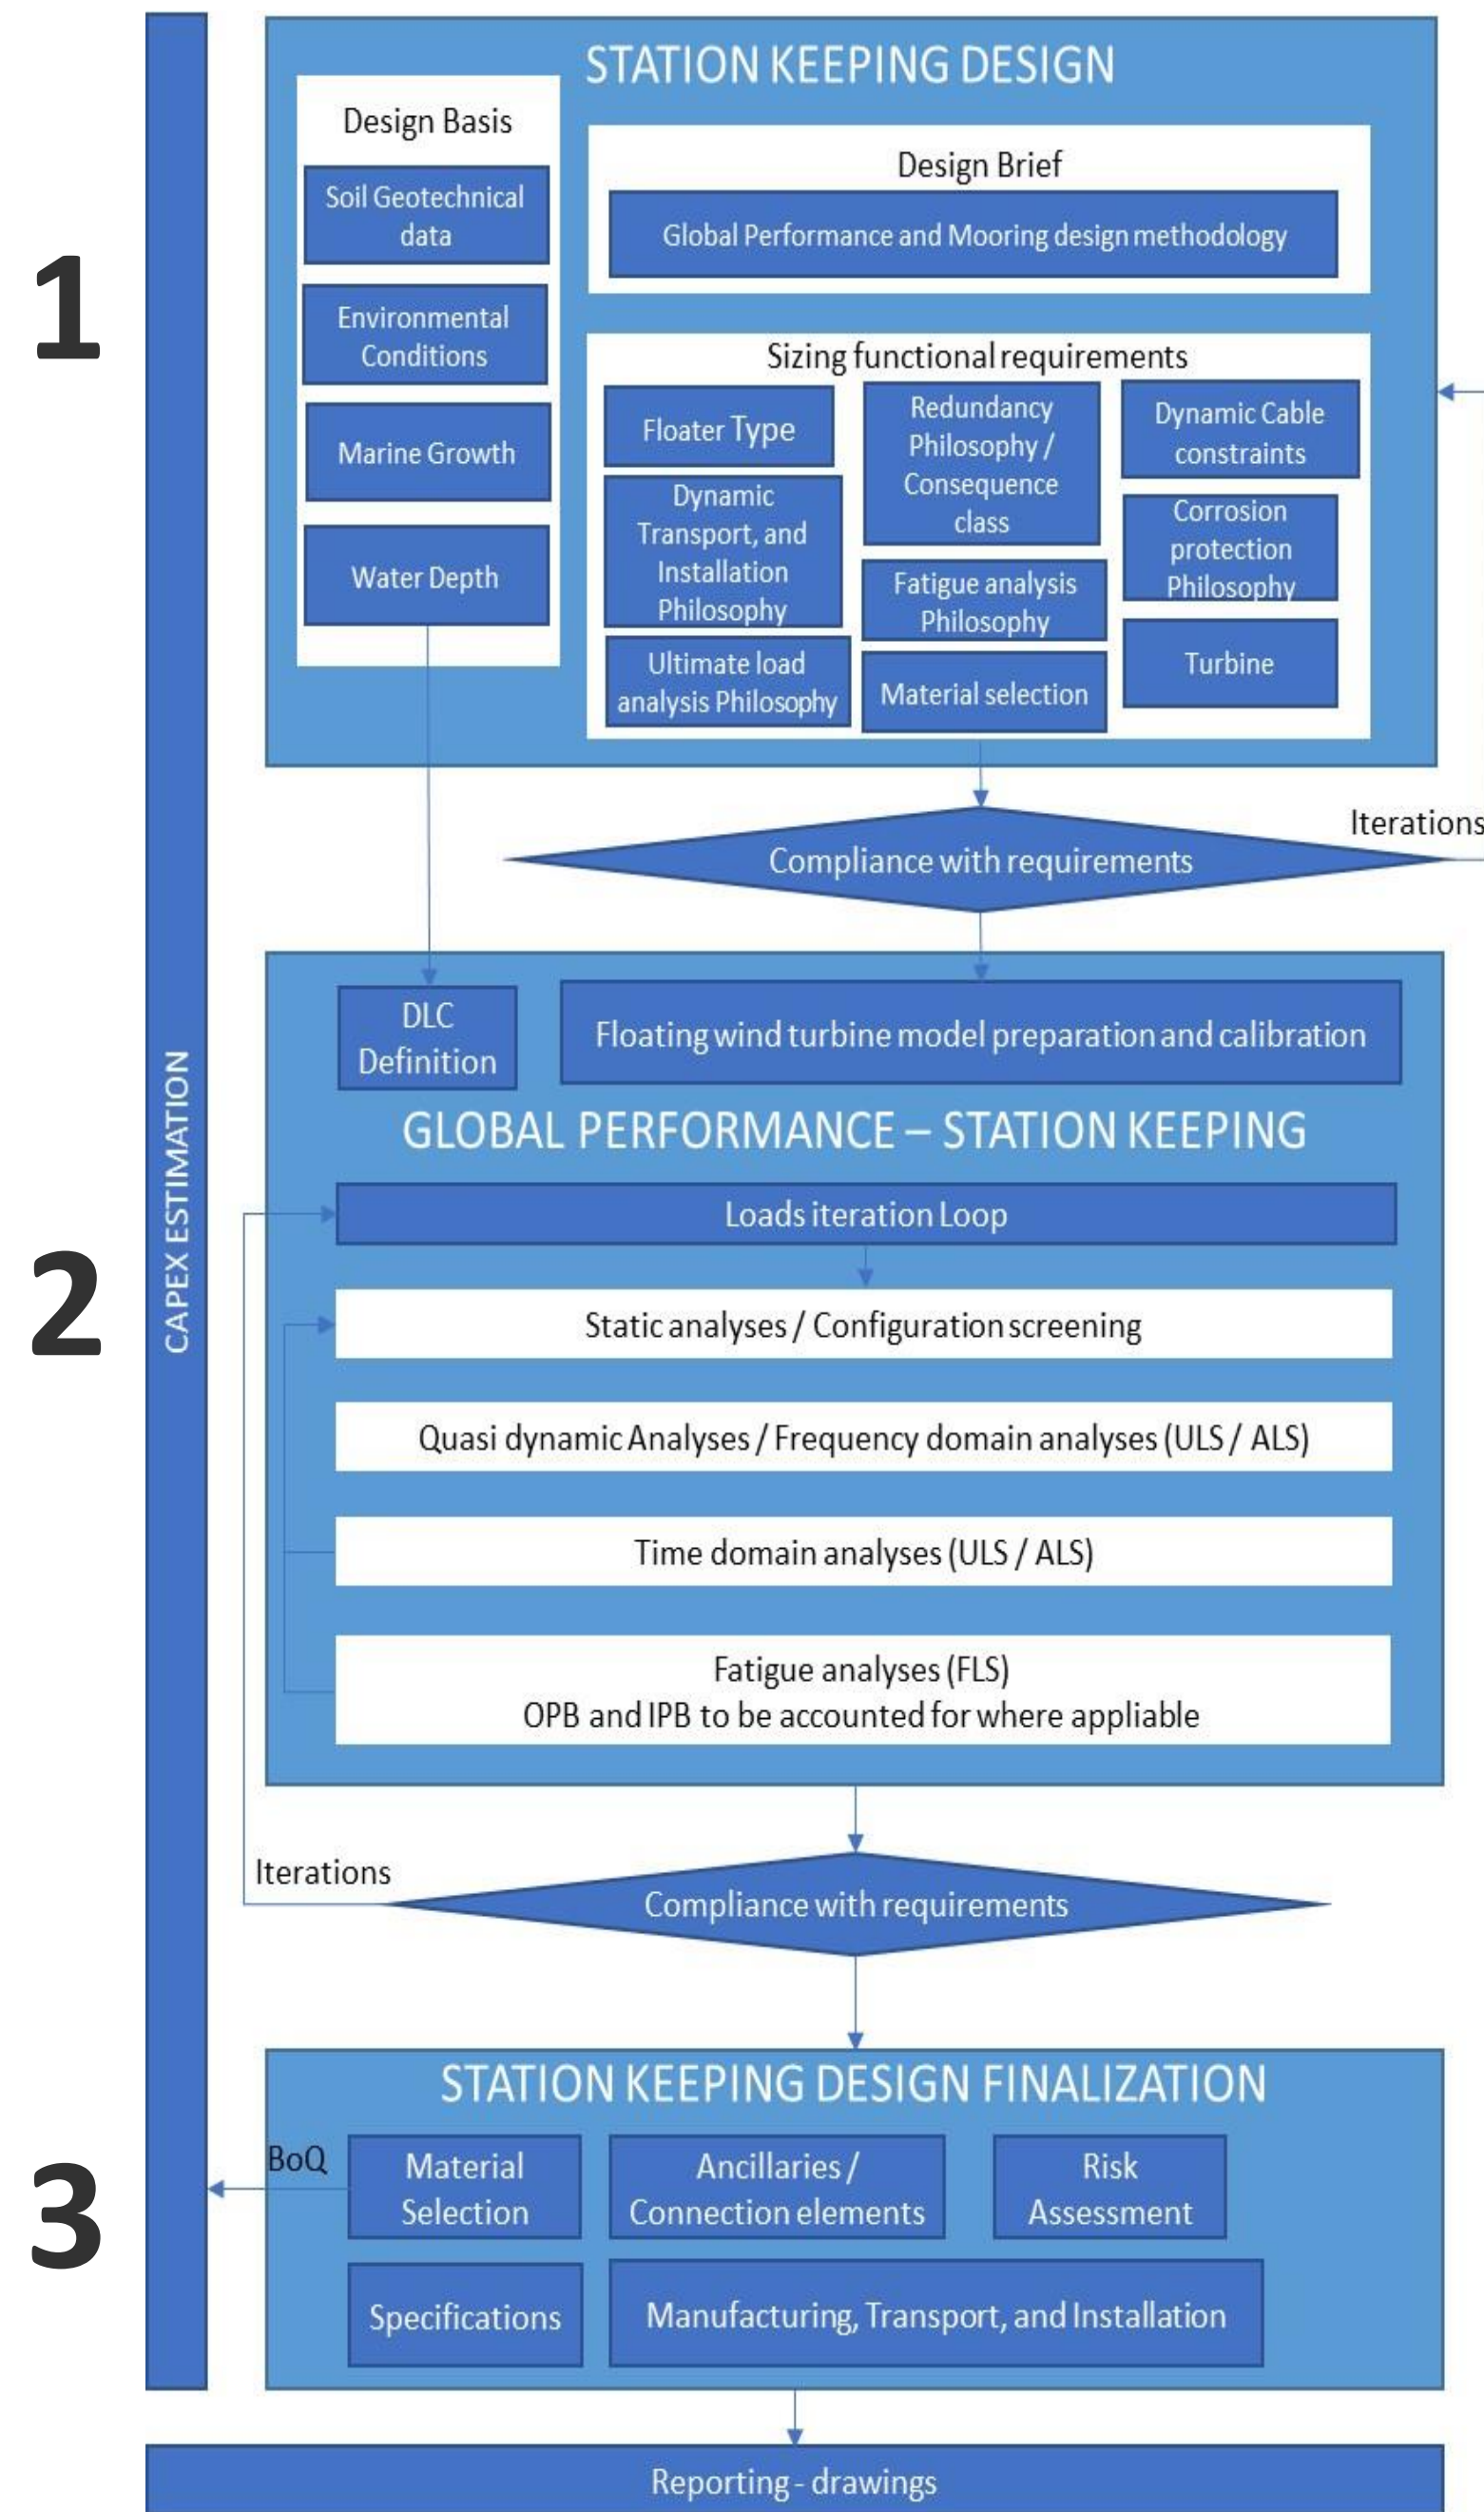 1
CAPEX ESTIMATION
STATION KEEPING DESIGN
Design Basis
Soil Geotechnical
data
Environmental
Conditions
Marine Growth
Water Depth
Design Brief
Global Performance and Mooring design methodology
Sizing functional requirements
Floater Type
Dynamic
Transport, and
Installation
Philosophy
Ultimate load
analysis Philosophy
Redundancy
Philosophy /
Consequence
class
Fatigue analysis
Philosophy
Material selection
Dynamic Cable
constraints
Corrosion
protection
Philosophy
Turbine
Iterations
Compliance with requirements
2
DLC
Definition
Floating wind turbine model preparation and calibration
GLOBAL PERFORMANCE – STATION KEEPING
Loads iteration Loop
Static analyses / Configuration screening
Quasi dynamic Analyses / Frequency domain analyses (ULS / ALS)
Time domain analyses (ULS / ALS)
Fatigue analyses (FLS)
OPB and IPB to be accounted for where appliable
Iterations
Compliance with requirements
3
STATION KEEPING DESIGN FINALIZATION
BoQ
Material
Selection
Ancillaries /
Connection elements
Risk
Assessment
Specifications
Manufacturing, Transport, and Installation
Reporting - drawings